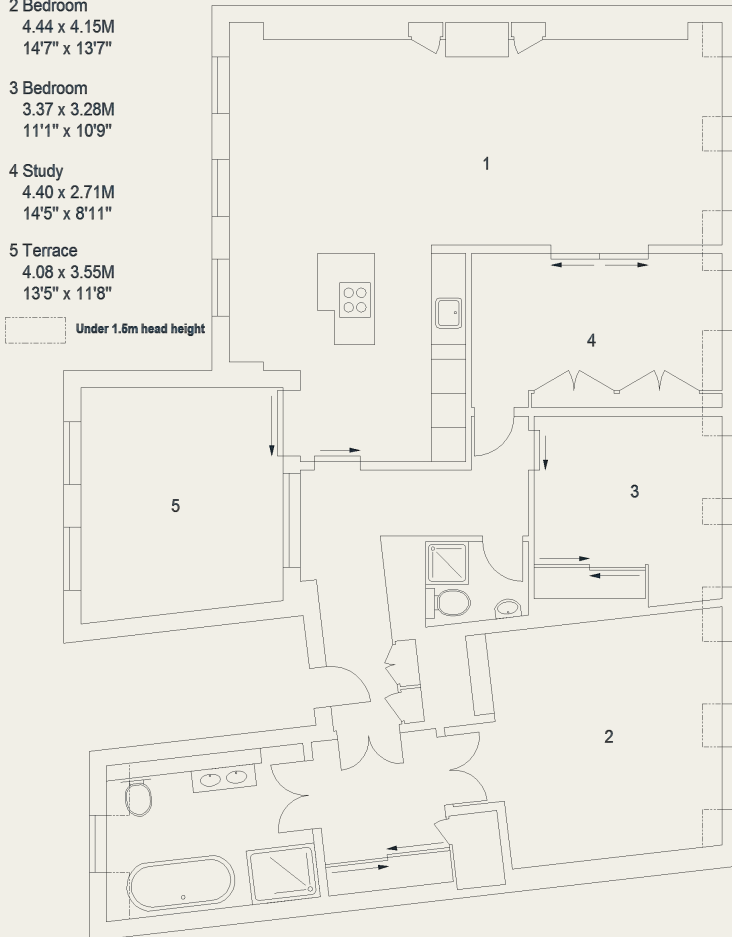 2 Bedroom
4.44 x 4.15M
14'7" x 13'7"
3 Bedroom
3.37 x 3.28M
11'1" x 10'9"
4 Study
4.40 x 2.71M
14'5" x 8'11"
5 Terrace
4.08 x 3.55M
13'5" x 11'8"
Under 1.5m head height
1
4
3
5
2